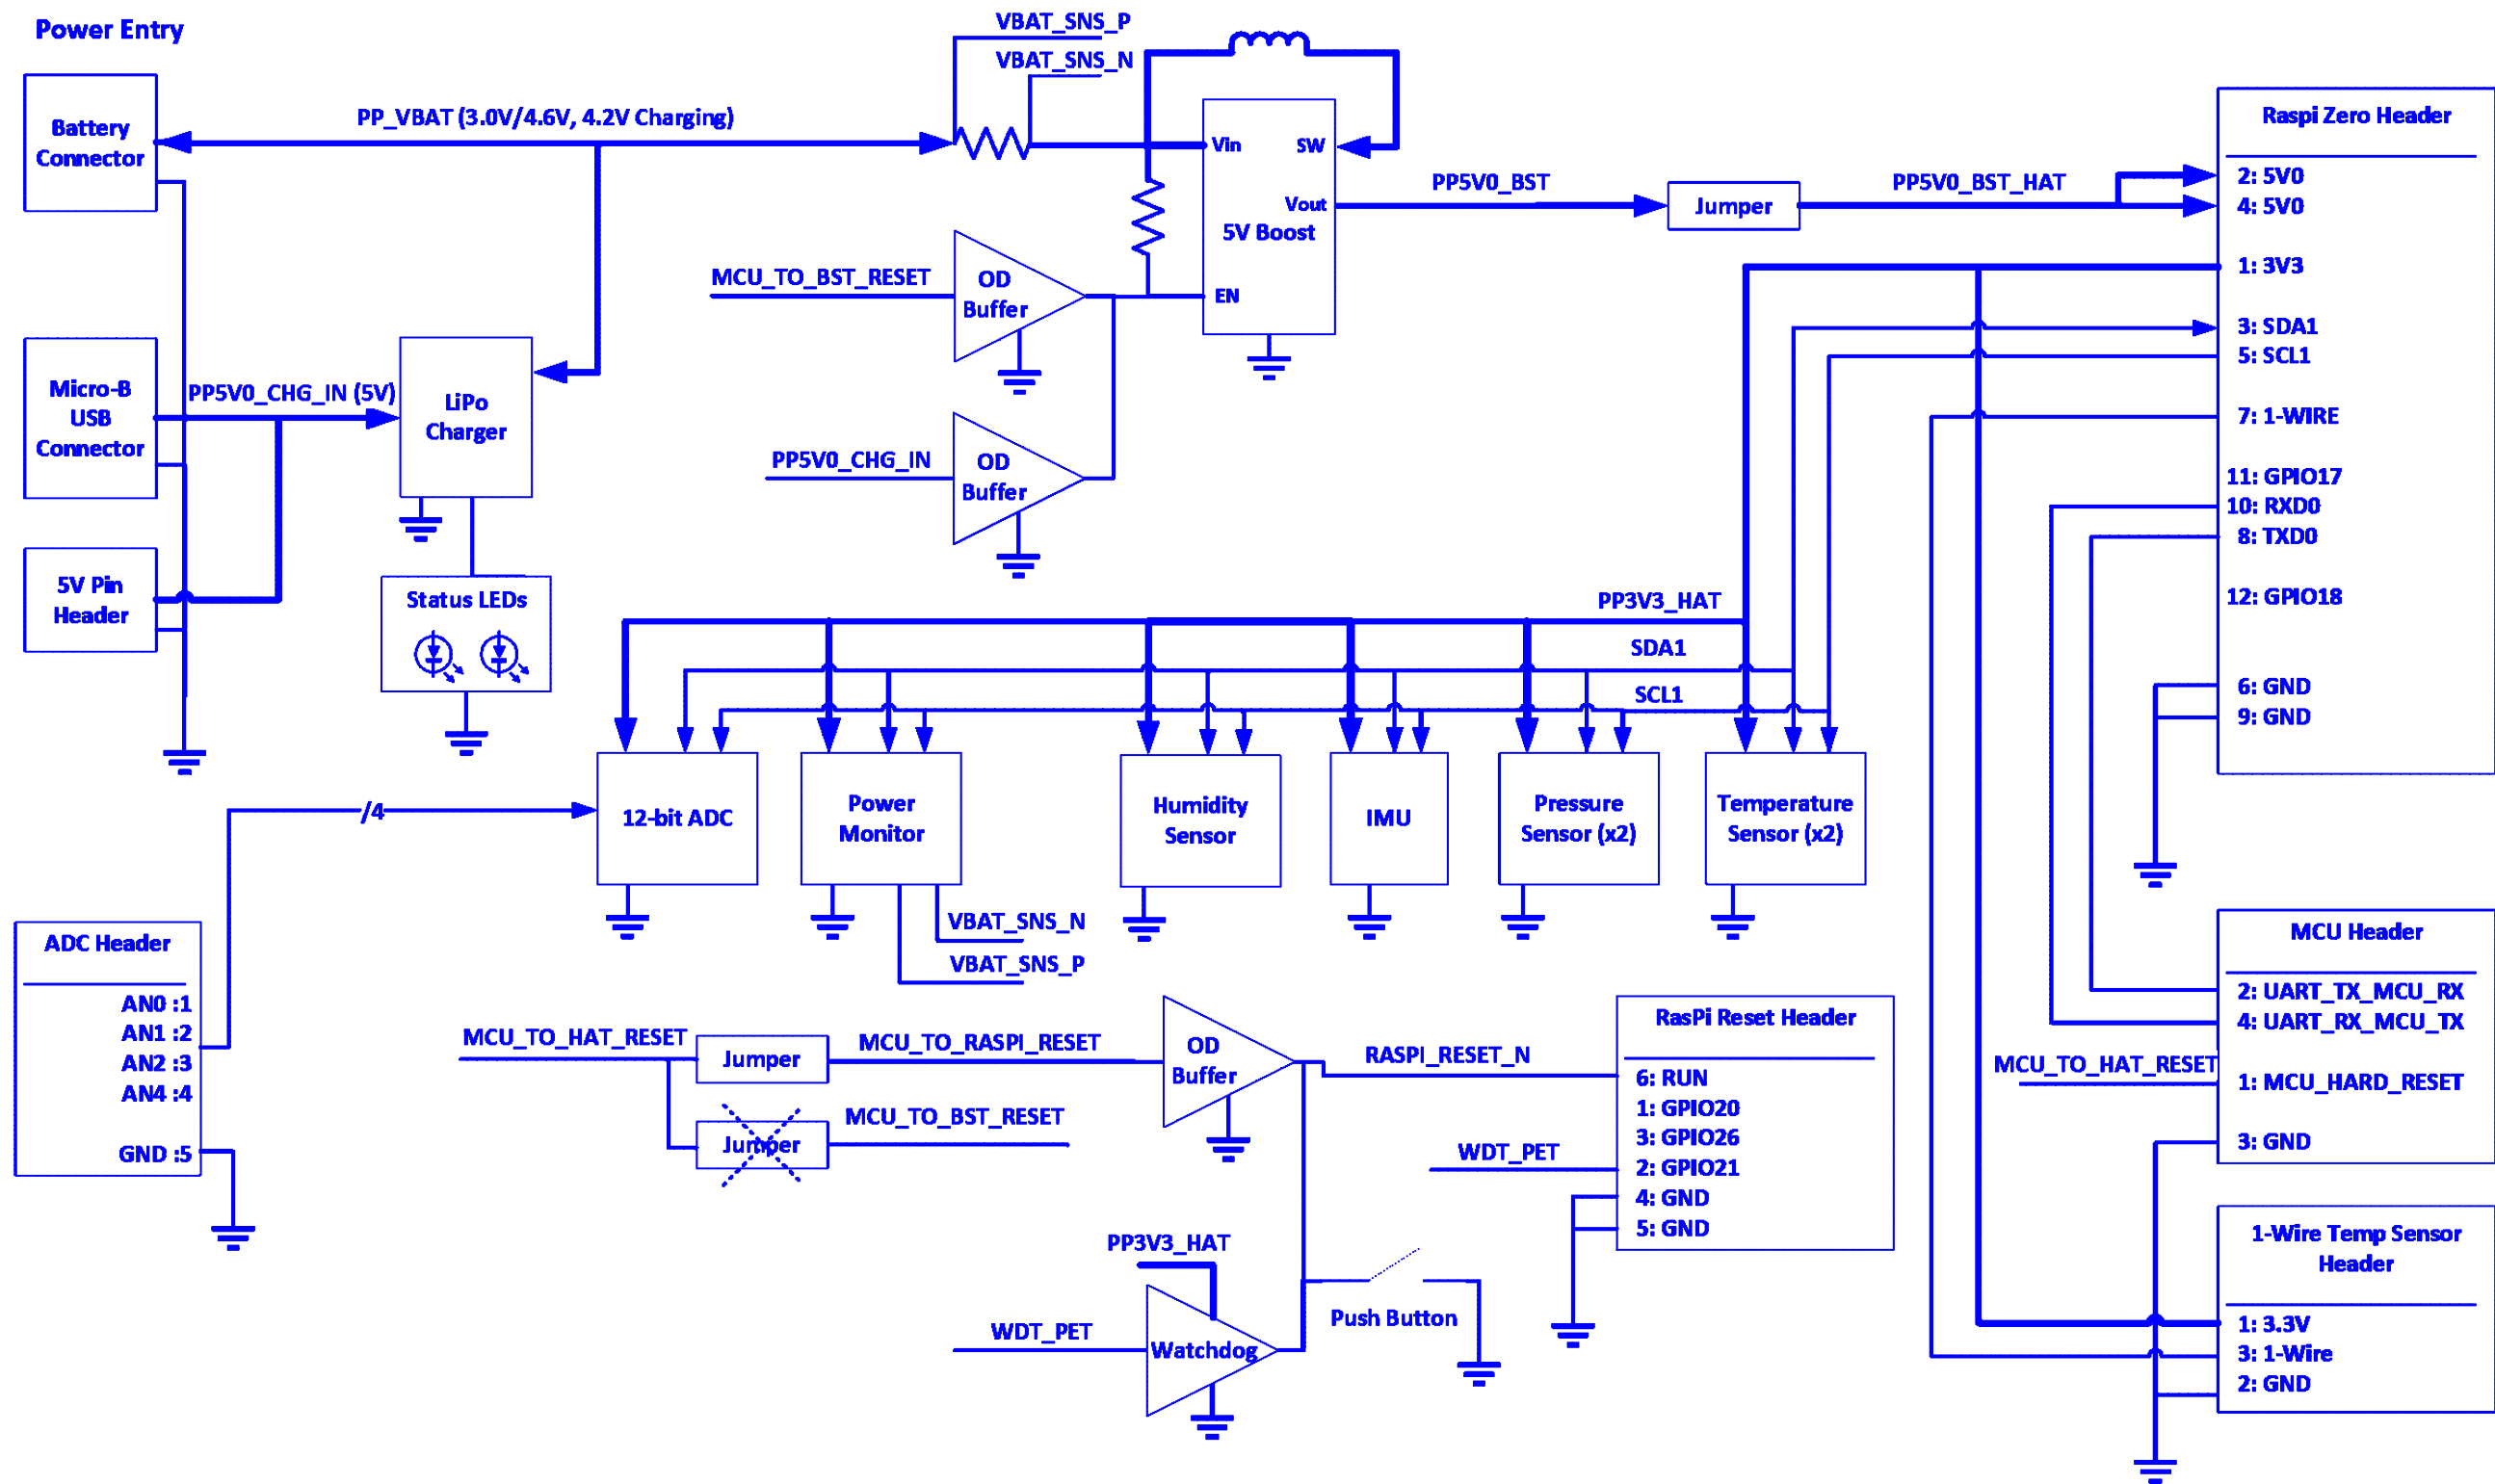 Power Entry
VBAT_SNS_P
VBAT_SNS_N
Battery
Connector
PP_VBAT (3.0V/4.6V, 4.2V Charging)
Vin
SW
Vout
5V Boost
EN
PP5V0_BST
Jumper
PP5V0_BST_HAT
Raspi Zero Header
2: 5V0
4: 5V0
1: 3V3
3: SDA1
5: SCL1
7: 1-WIRE
11: GPIO17
10: RXD0
8: TXD0
12: GPIO18
6: GND
9: GND
MCU_TO_BST_RESET
OD
Buffer
PP5V0_CHG_IN
OD
Buffer
Micro-B
USB
Connector
PP5V0_CHG_IN (5V)
LiPo
Charger
5V Pin
Header
Status LEDs
PP3V3_HAT
SDA1
SCL1
/4
12-bit ADC
Power
Monitor
Humidity
Sensor
IMU
Pressure
Sensor (x2)
Temperature
Sensor (x2)
VBAT_SNS_N
VBAT_SNS_P
ADC Header
AN0 :1
AN1 :2
AN2 :3
AN4 :4
GND :5
MCU_TO_HAT_RESET
Jumper
MCU_TO_RASPI_RESET
OD
Buffer
RASPI_RESET_N
Jumper
MCU_TO_BST_RESET
RasPi Reset Header
6: RUN
1: GPIO20
3: GPIO26
2: GPIO21
4: GND
5: GND
WDT_PET
PP3V3_HAT
WDT_PET
Watchdog
Push Button
MCU Header
2: UART_TX_MCU_RX
4: UART_RX_MCU_TX
MCU_TO_HAT_RESET
1: MCU_HARD_RESET
3: GND
1-Wire Temp Sensor
Header
1: 3.3V
3: 1-Wire
2: GND